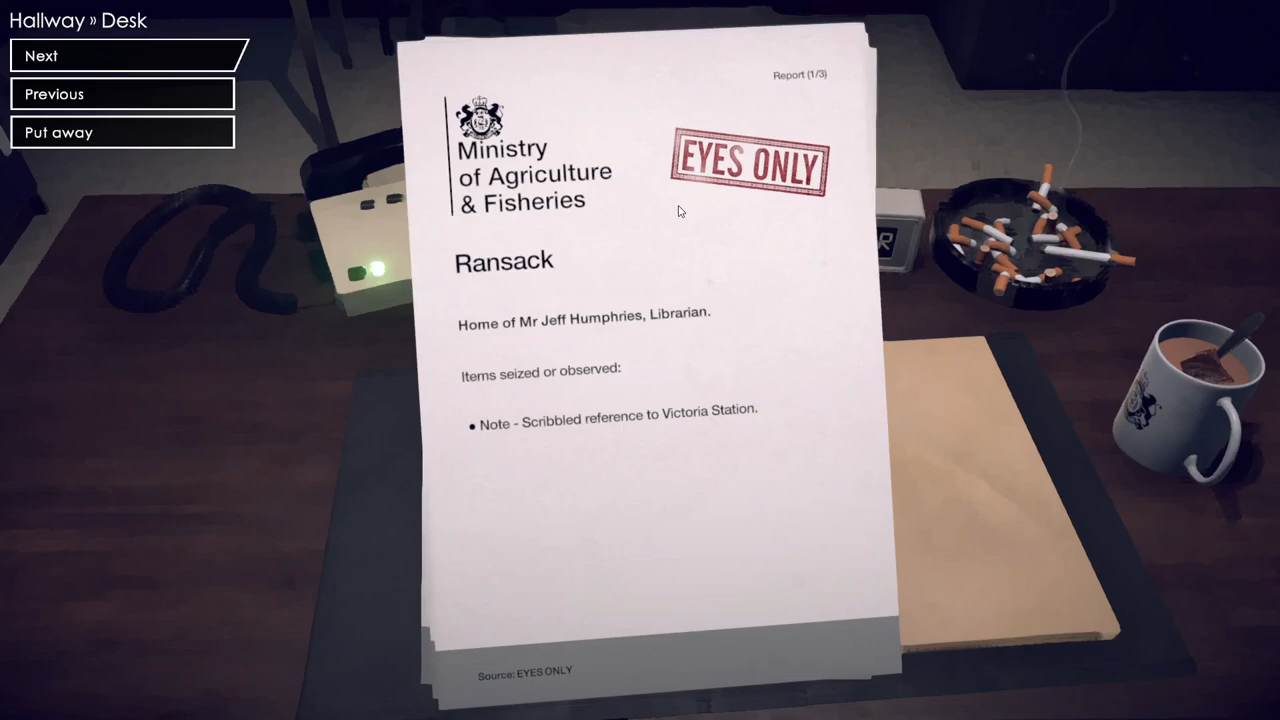 Hallway » Desk
Next
Previous
Put away
Report (1/3)
Ministry
of Agriculture
& Fisheries
EYES ONLY
Ransack
Home of Mr Jeff Humphries, Librarian.
Items seized or observed:
• Note - Scribbled reference to Victoria Station.
Source: EYES ONLY
R